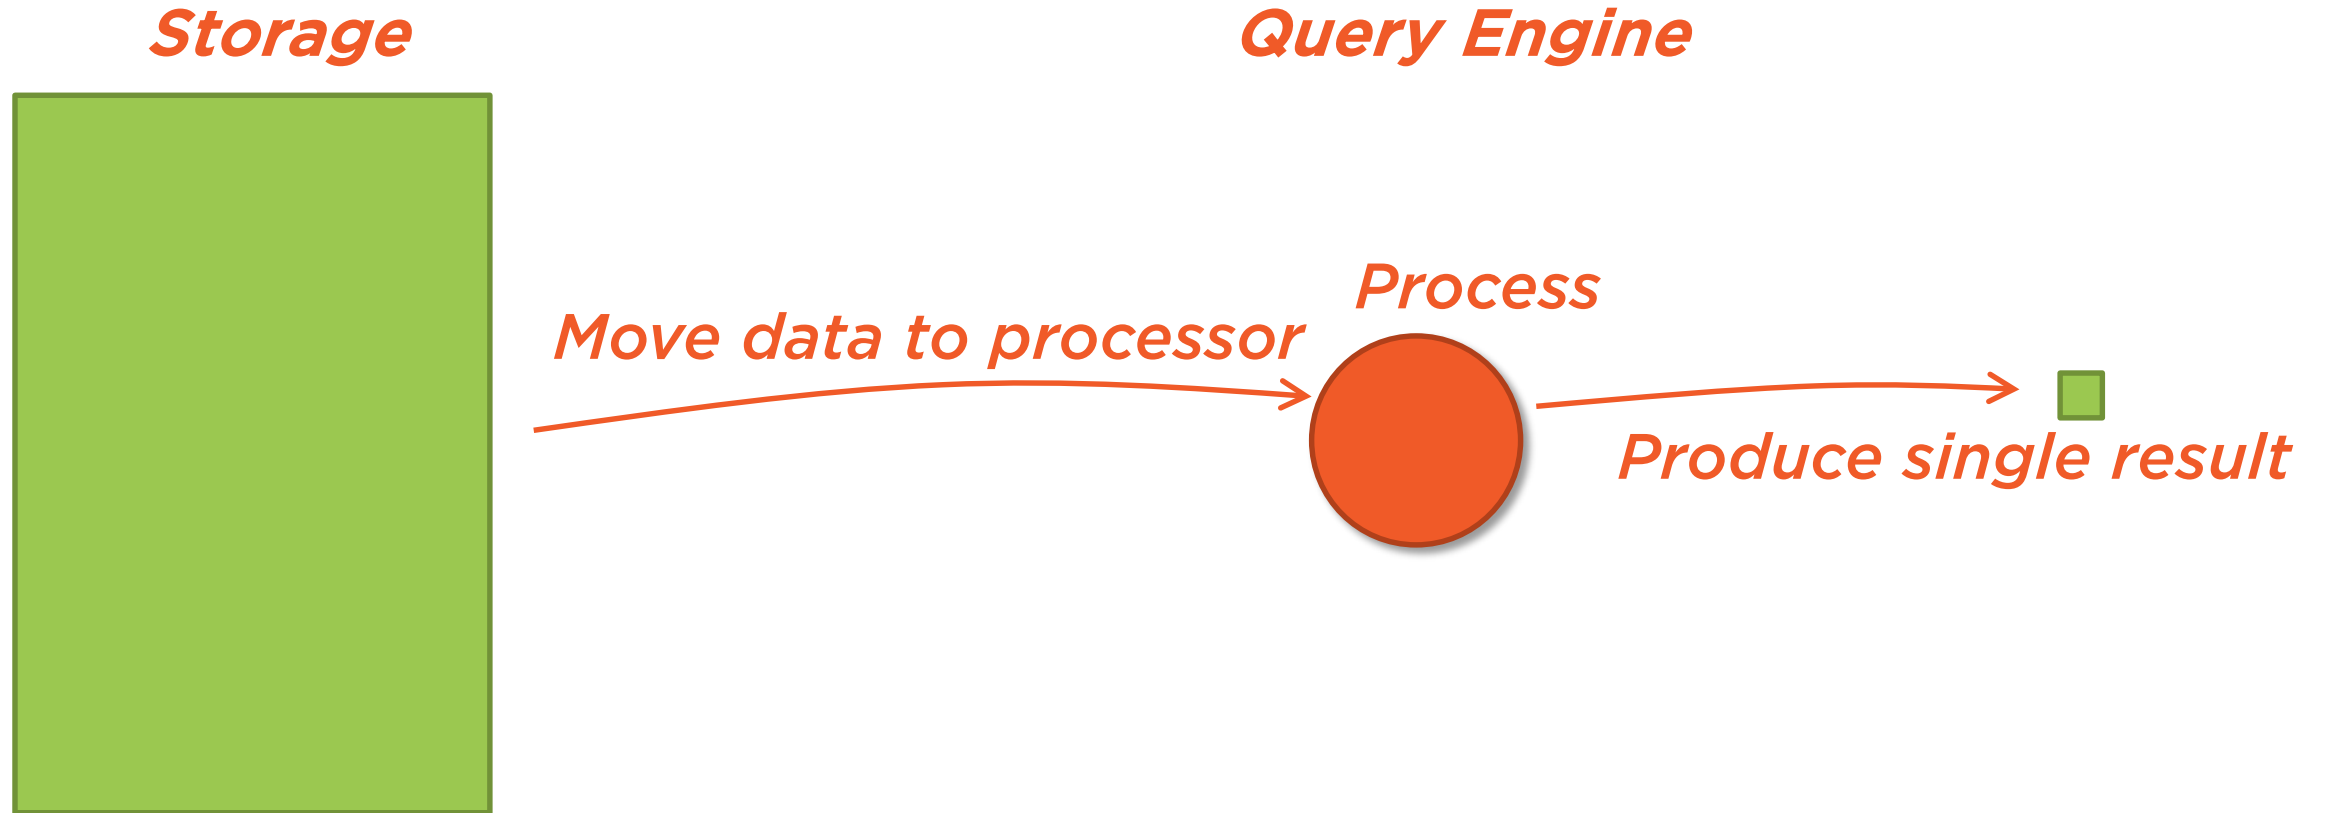 Storage
Query Engine
Process
Move data to processor
Produce single result